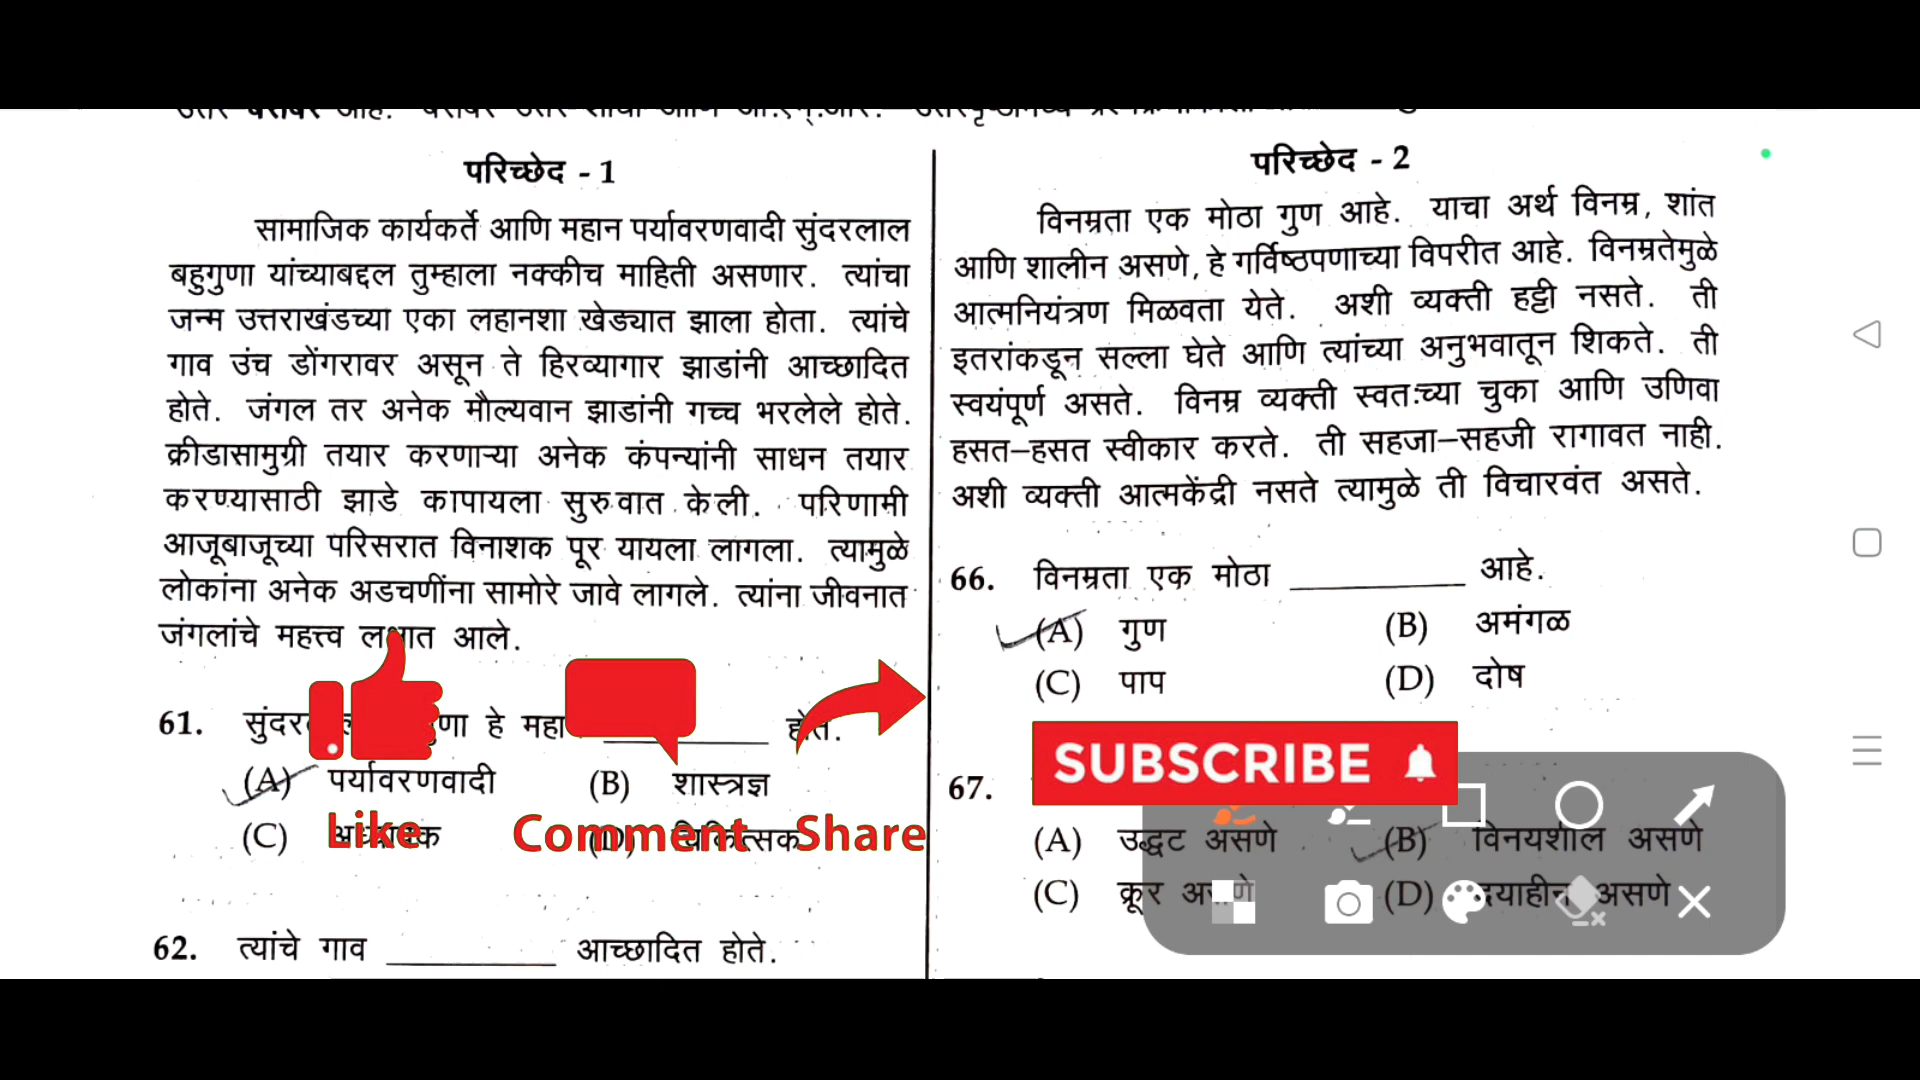 परिच्छेद - 1
सामाजिक कार्यकर्ते आणि महान पर्यावरणवादी सुंदरलाल
बहुगुणा यांच्याबद्दल तुम्हाला नक्कीच माहिती असणार. त्यांचा
जन्म उत्तराखंडच्या एका लहानशा खेड्यात झाला होता. त्यांचे
गाव उंच डोंगरावर असून ते हिरव्यागार झाडांनी आच्छादित
होते. जंगल तर अनेक मौल्यवान झाडांनी गच्च भरलेले होते.
क्रीडासामुग्री तयार करणाऱ्या अनेक कंपन्यांनी साधन तयार
करण्यासाठी झाडे कापायला सुरुवात केली. परिणामी
आजूबाजूच्या परिसरात विनाशक पूर यायला लागला. त्यामुळे
लोकांना अनेक अडचणींना सामोरे जावे लागले. त्यांना जीवनात
जंगलांचे महत्त्व लक्षात आले.
61. हे ________ होते.
(A) पर्यावरणवादी (B) शास्त्रज्ञ
(C) (D)
Like Comment Share
62. त्यांचे गाव ________ आच्छादित होते.
परिच्छेद - 2
विनम्रता एक मोठा गुण आहे. याचा अर्थ विनम्र, शांत
आणि शालीन असणे, हे गर्विष्ठपणाच्या विपरीत आहे. विनम्रतेमुळे
आत्मनियंत्रण मिळवता येते. अशी व्यक्ती हट्टी नसते. ती
इतरांकडून सल्ला घेते आणि त्यांच्या अनुभवातून शिकते. ती
स्वयंपूर्ण असते. विनम्र व्यक्ती स्वतःच्या चुका आणि उणिवा
हसत-हसत स्वीकार करते. ती सहजा-सहजी रागावत नाही.
अशी व्यक्ती आत्मकेंद्री नसते त्यामुळे ती विचारवंत असते.
66. विनम्रता एक मोठा ________ आहे.
(A) गुण (B) अमंगळ
(C) पाप (D) दोष
SUBSCRIBE
67.
(A) उद्धट असणे (B) विनयशील असणे
(C) क्रूर असणे (D) दयाहीन असणे